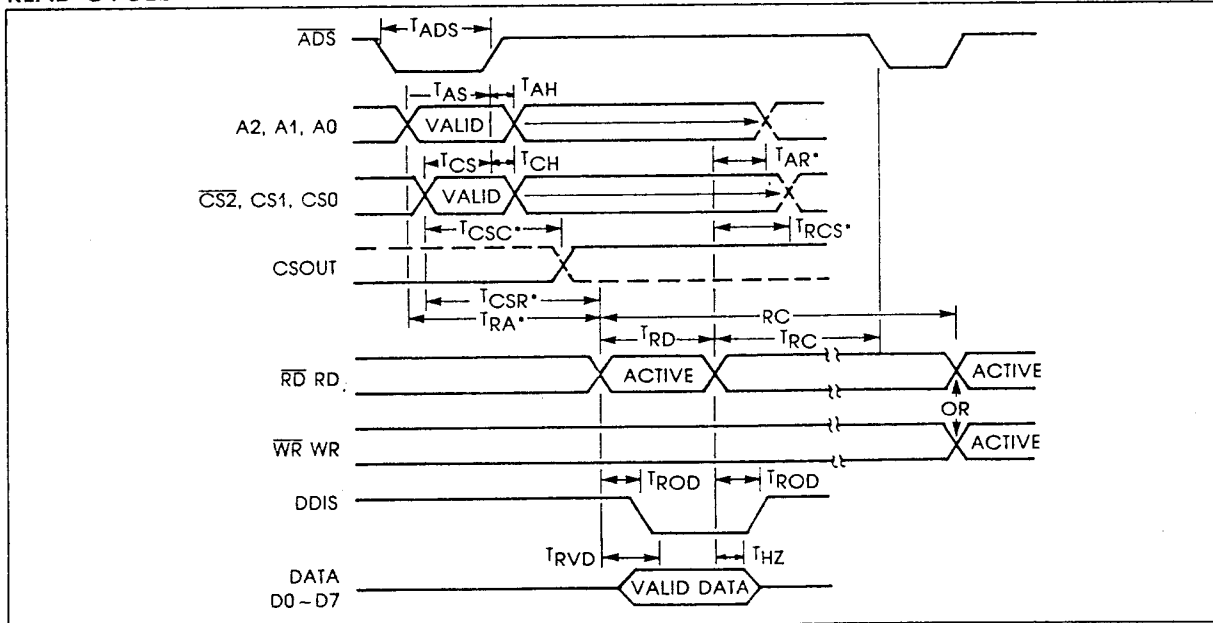 READ CYCLE
ADS TADS
TAS TAH
A2, A1, A0 VALID TAR*
TCS TCH
CS2, CS1, CS0 VALID
TCSC* TRCS*
CSOUT
TCSR*
TRA* RC
TRD TRC
RD RD ACTIVE ACTIVE
OR
WR WR ACTIVE
TROD TROD
DDIS
TRVD THZ
DATA VALID DATA
D0~D7